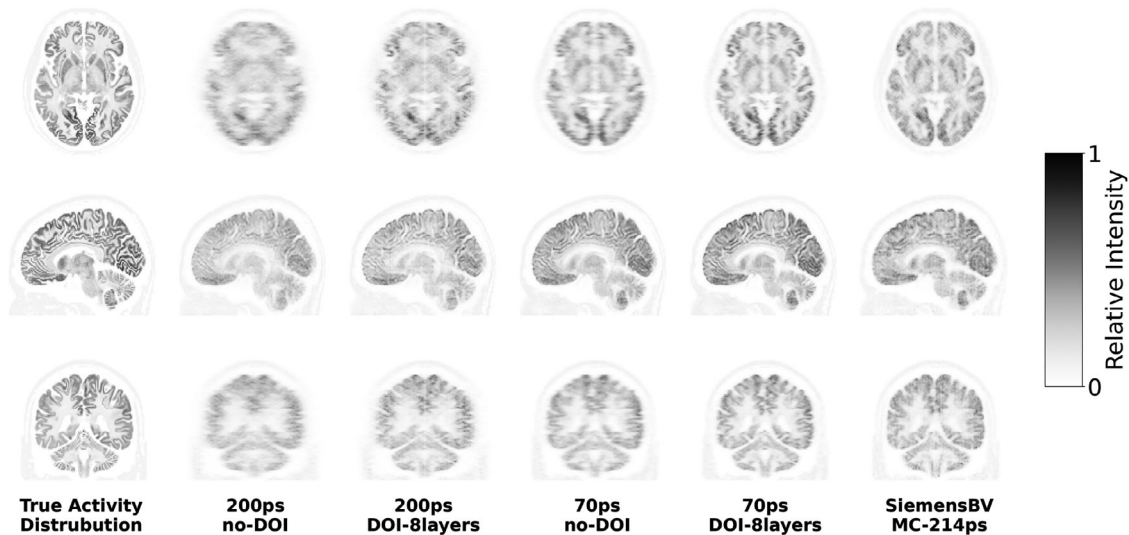 1
Relative Intensity
0
True Activity
Distrubution
200ps
no-DOI
200ps
DOI-8layers
70ps
no-DOI
70ps
DOI-8layers
SiemensBV
MC-214ps